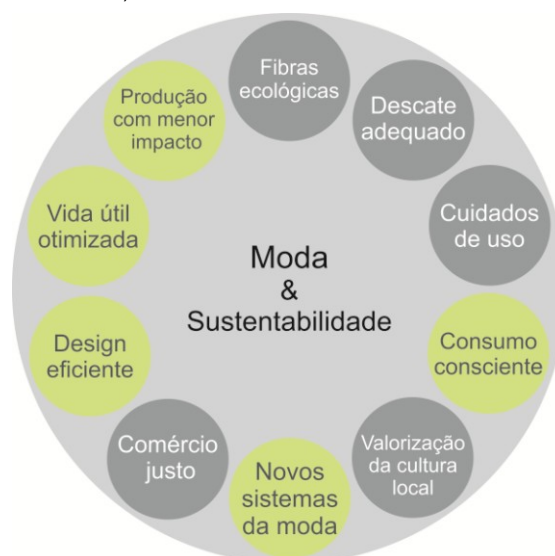 Fibras
ecológicas
Descate
adequado
Cuidados
de uso
Consumo
consciente
Valorização
da cultura
local
Novos
sistemas
da moda
Comércio
justo
Design
eficiente
Vida útil
otimizada
Produção
com menor
impacto
Moda
&
Sustentabilidade